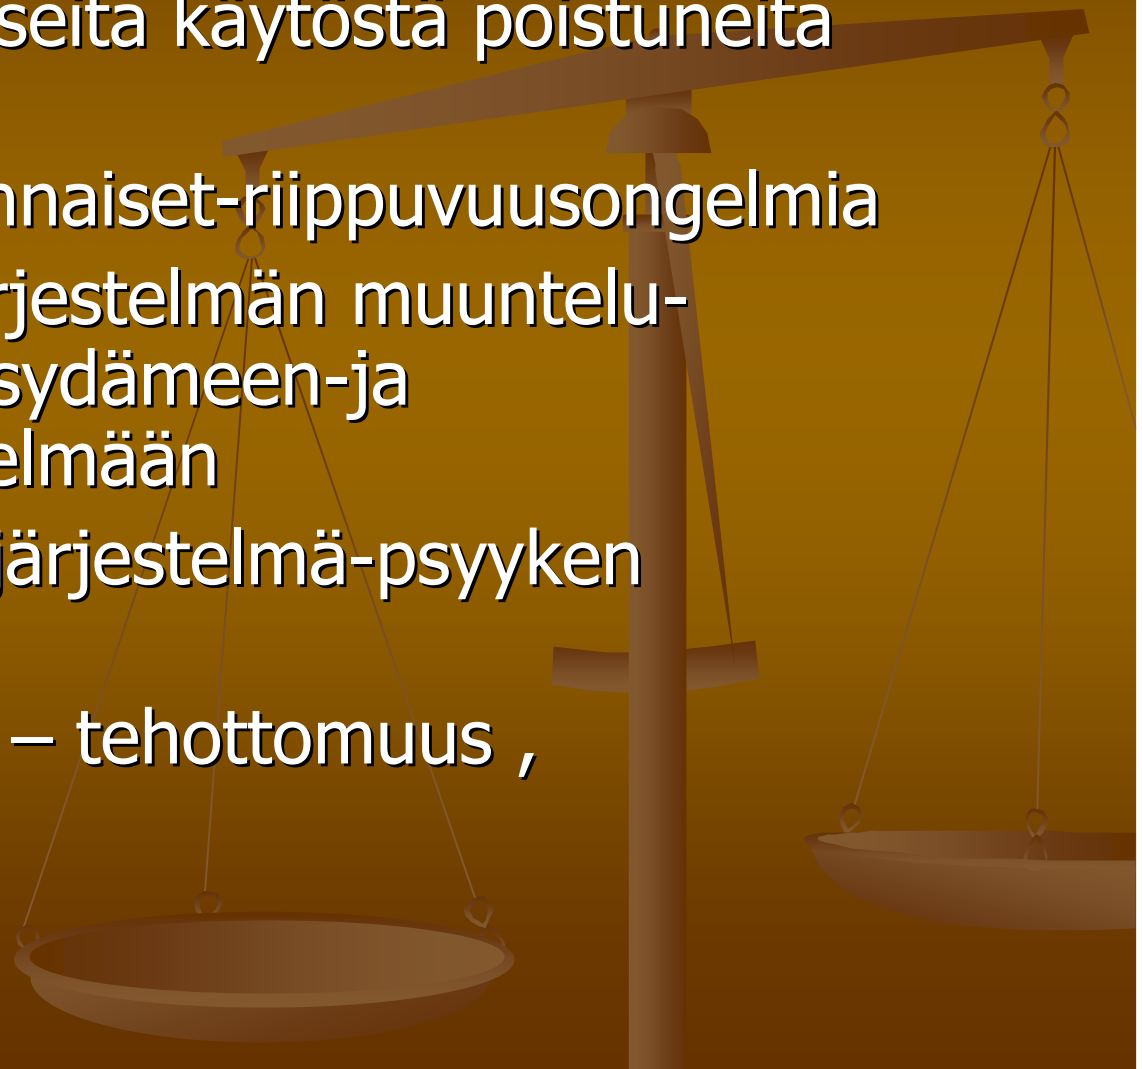 seita käytöstä poistuneita
nnaiset-riippuvuusongelmia
rjestelmän muuntelu-
sydämeen-ja
elmään
järjestelmä-psyyken
– tehottomuus ,